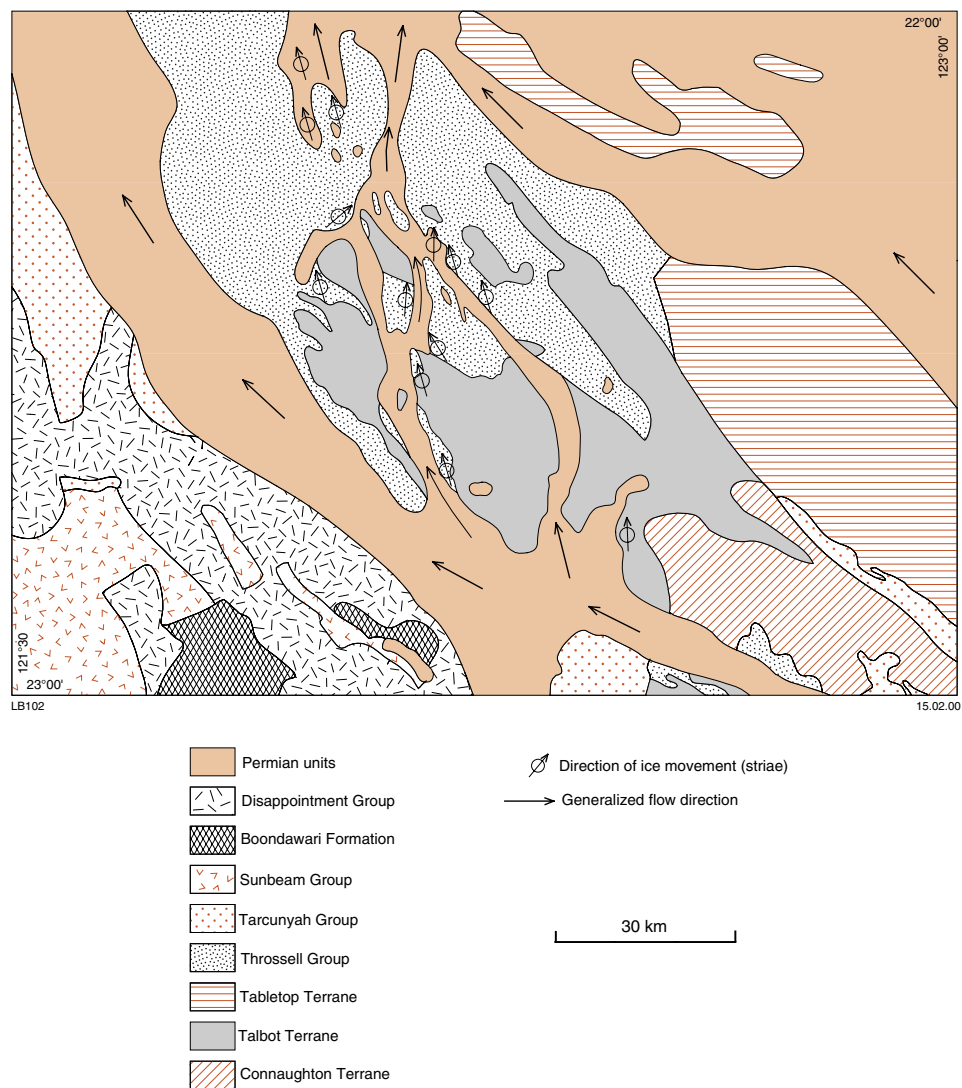 22°00'
123°00'
121°30
23°00'
LB102
15.02.00
Permian units
Disappointment Group
Boondawari Formation
Sunbeam Group
Tarcunyah Group
Throssell Group
Tabletop Terrane
Talbot Terrane
Connaughton Terrane
Direction of ice movement (striae)
Generalized flow direction
30 km